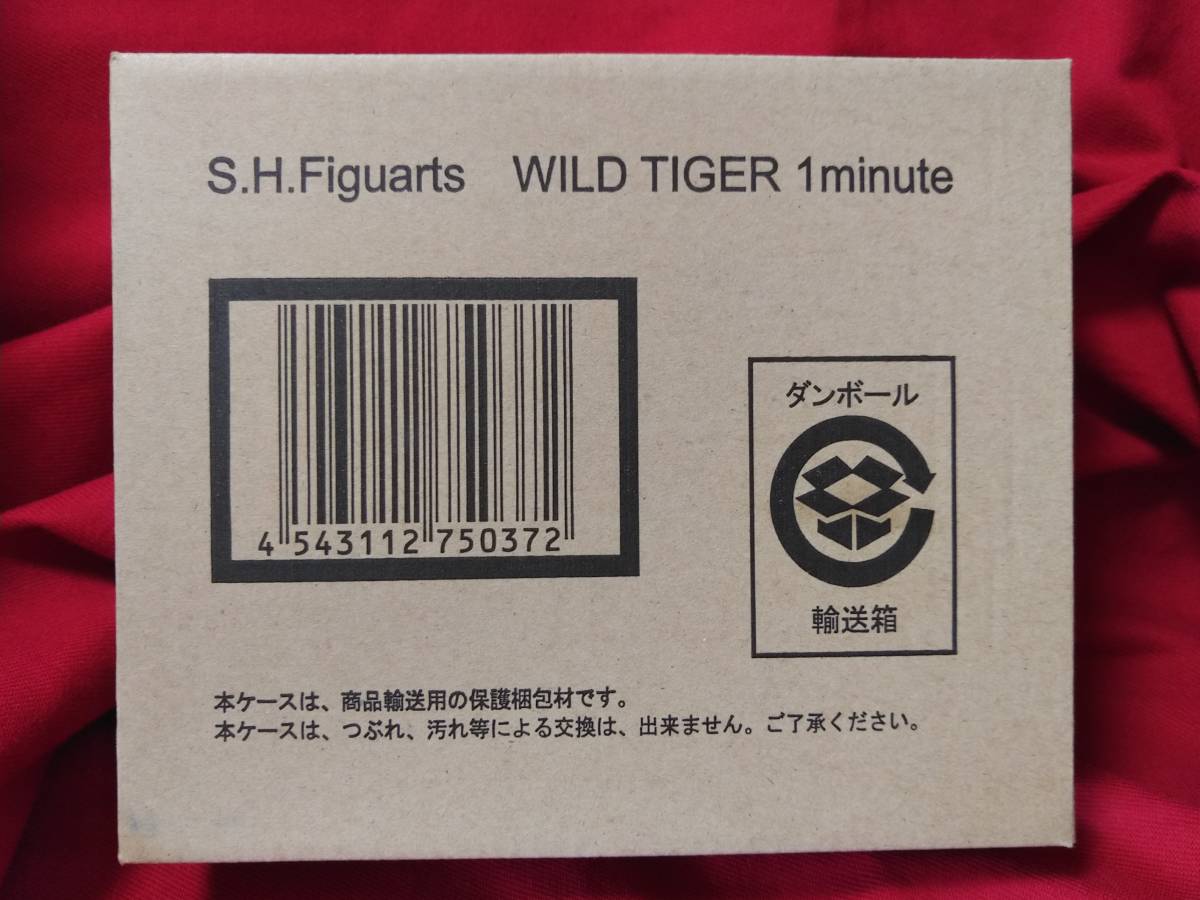 S.H.Figuarts　WILD TIGER 1minute
4 543112 750372
ダンボール
輸送箱
本ケースは、商品輸送用の保護梱包材です。
本ケースは、つぶれ、汚れ等による交換は、出来ません。ご了承ください。